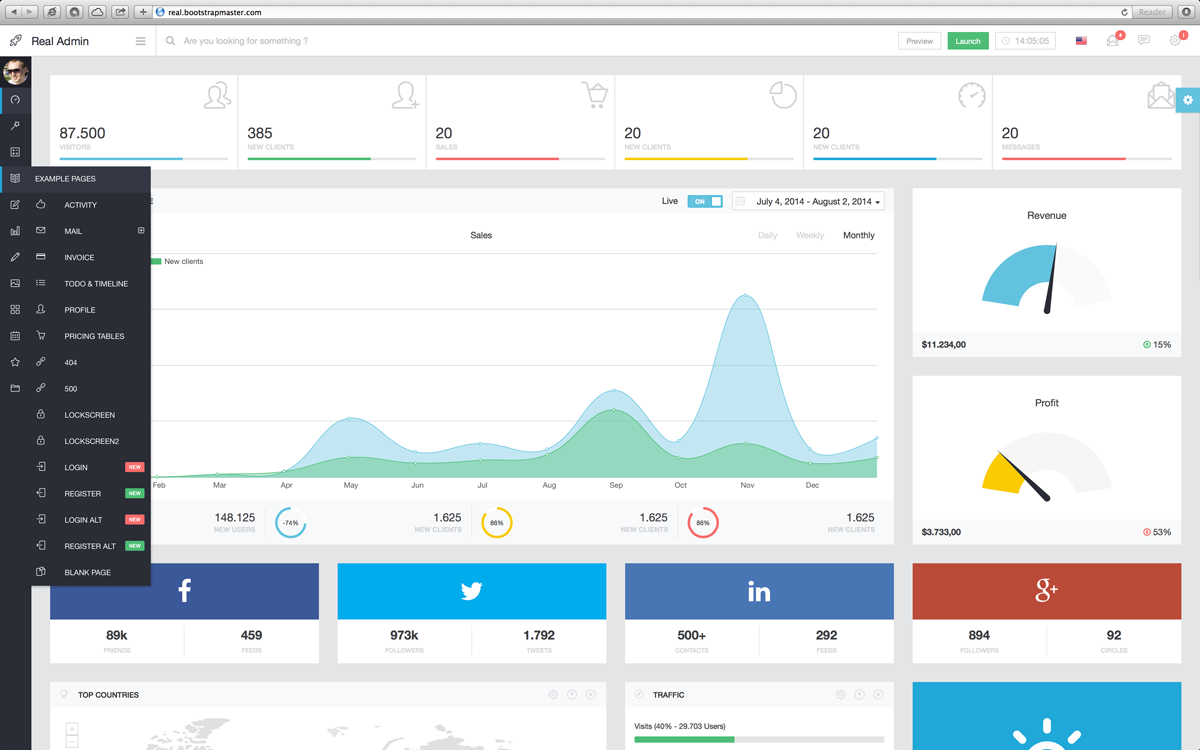 real.bootstrapmaster.com
Reader
Real Admin
Are you looking for something ?
Preview
Launch
14:05:05
4
!
87.500
VISITORS
385
NEW CLIENTS
20
SALES
20
NEW CLIENTS
20
NEW CLIENTS
20
MESSAGES
EXAMPLE PAGES
ACTIVITY
MAIL
INVOICE
TODO & TIMELINE
PROFILE
PRICING TABLES
404
500
LOCKSCREEN
LOCKSCREEN2
LOGIN NEW
REGISTER NEW
LOGIN ALT NEW
REGISTER ALT NEW
BLANK PAGE
Live ON July 4, 2014 - August 2, 2014
Sales
Daily Weekly Monthly
New clients
Feb Mar Apr May Jun Jul Aug Sep Oct Nov Dec
148.125
NEW USERS
-74%
1.625
NEW CLIENTS
86%
1.625
NEW CLIENTS
86%
1.625
NEW CLIENTS
Revenue
$11.234,00 15%
Profit
$3.733,00 53%
f
89k
FRIENDS
459
FEEDS
973k
FOLLOWERS
1.792
TWEETS
in
500+
CONTACTS
292
FEEDS
g+
894
FOLLOWERS
92
CIRCLES
TOP COUNTRIES
+
-
TRAFFIC
Visits (40% - 29.703 Users)